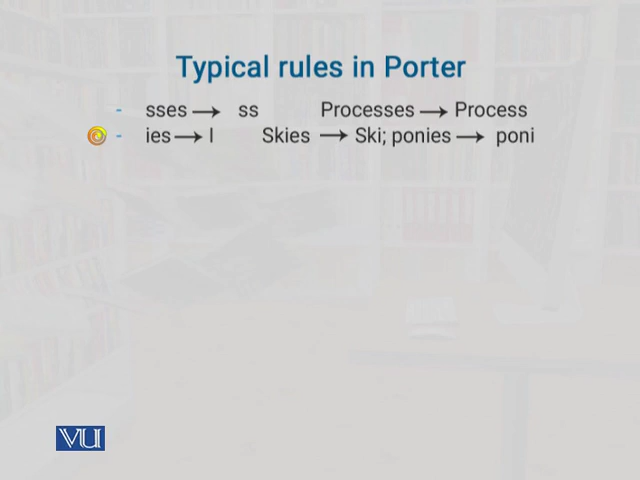 Typical rules in Porter
- sses → ss Processes → Process
- ies → I Skies → Ski; ponies → poni
VU